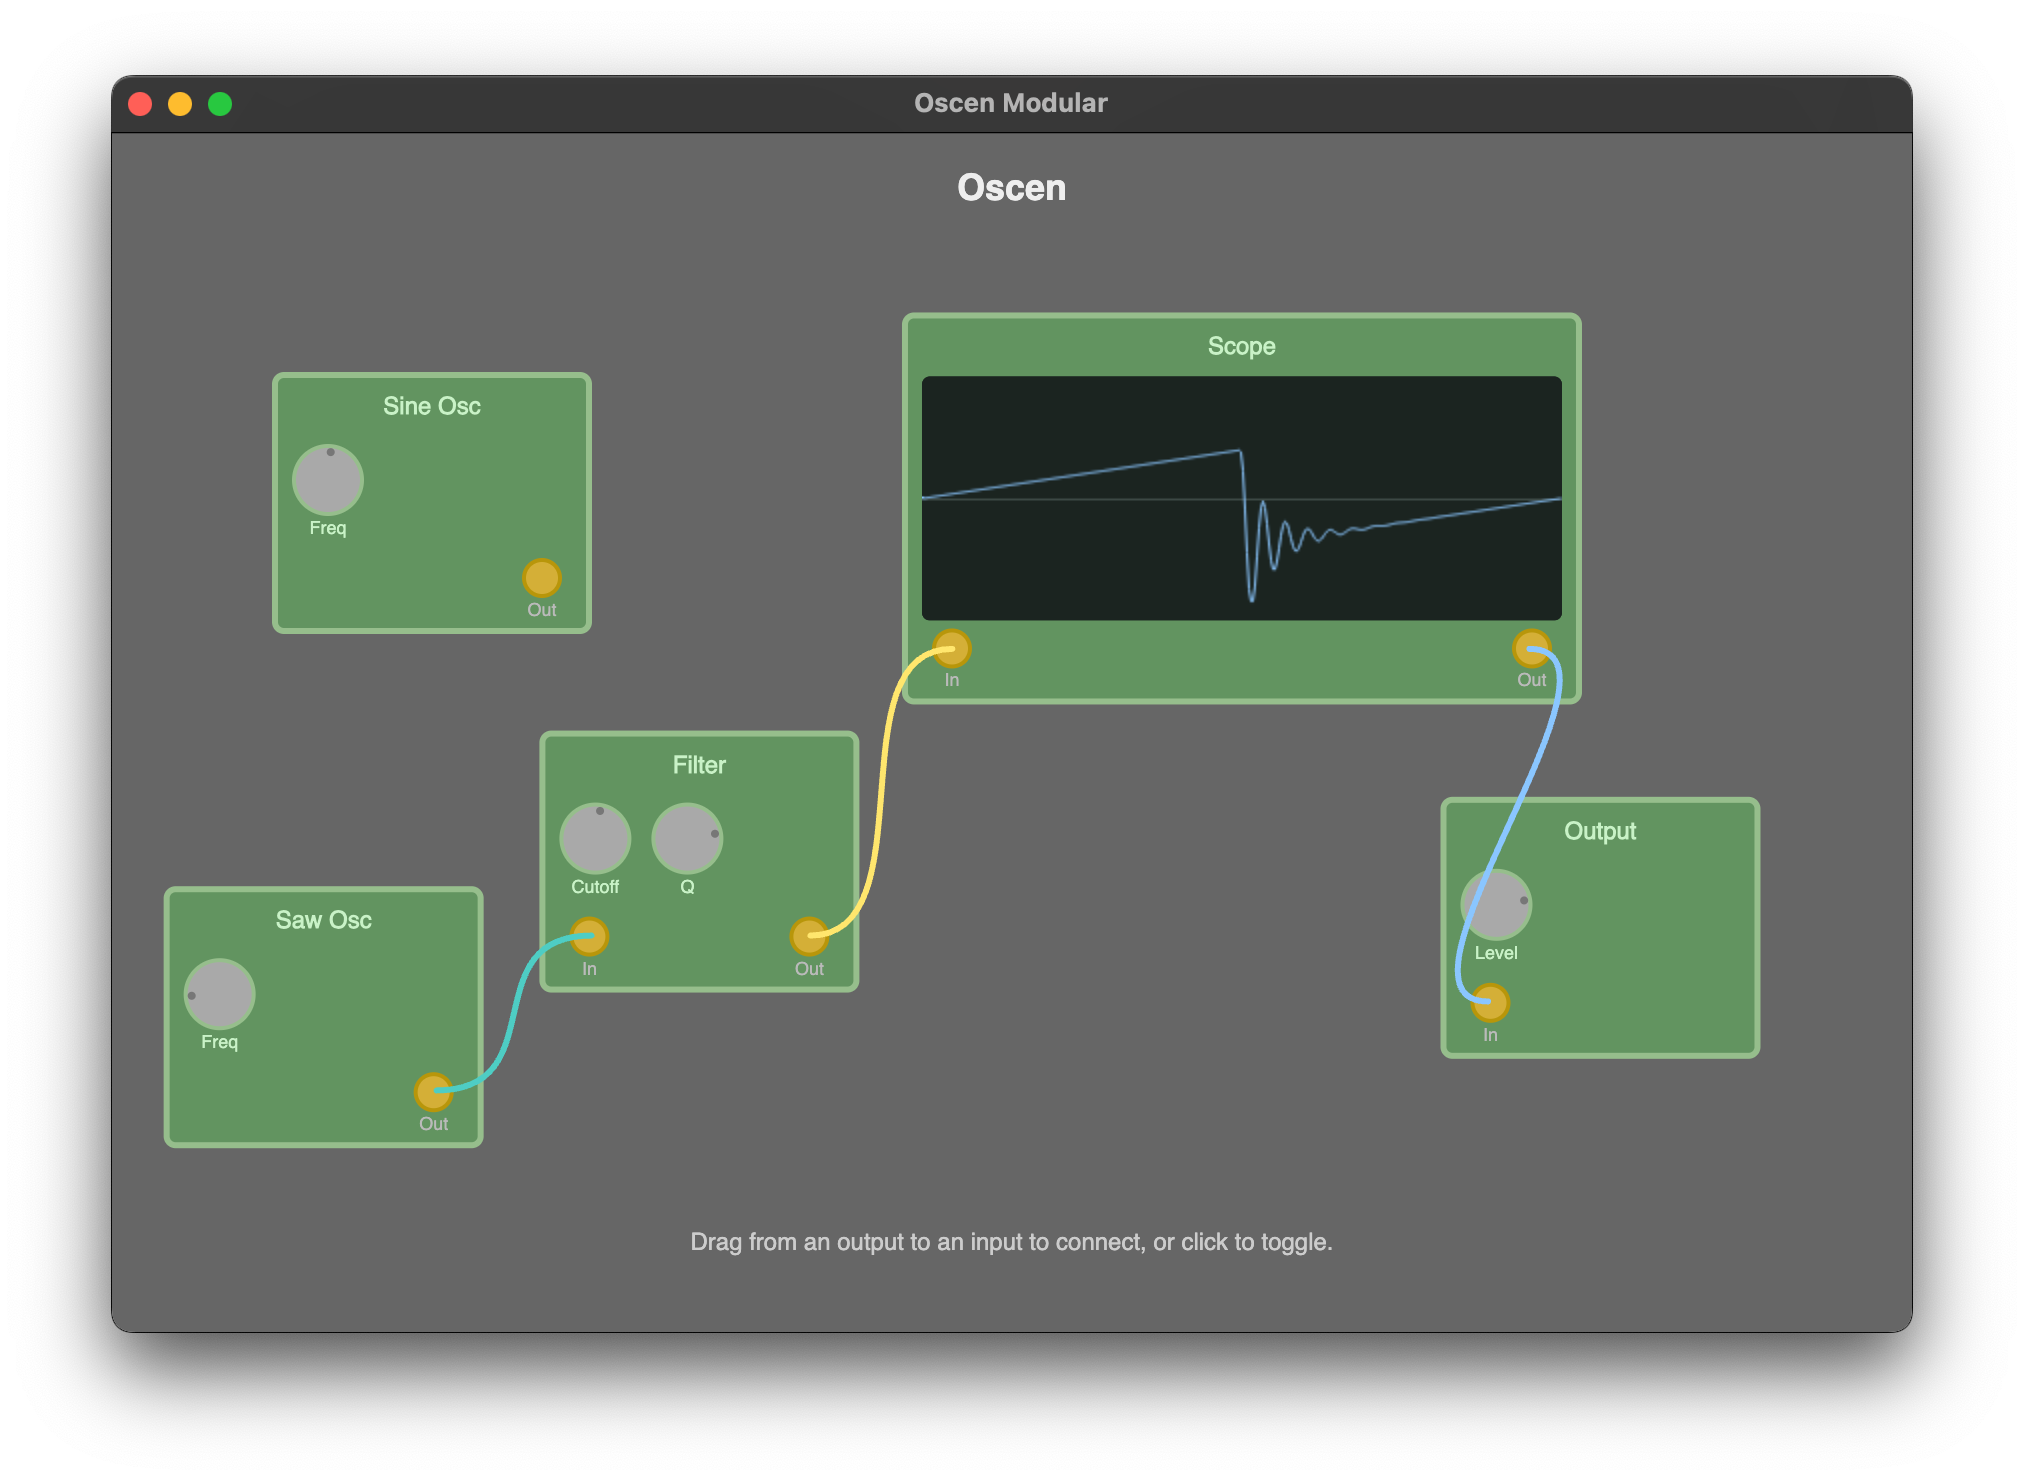 Oscen Modular
Oscen
Scope
Sine Osc
Freq
Out
In
Out
Filter
Cutoff
Q
In
Out
Output
Level
In
Saw Osc
Freq
Out
Drag from an output to an input to connect, or click to toggle.